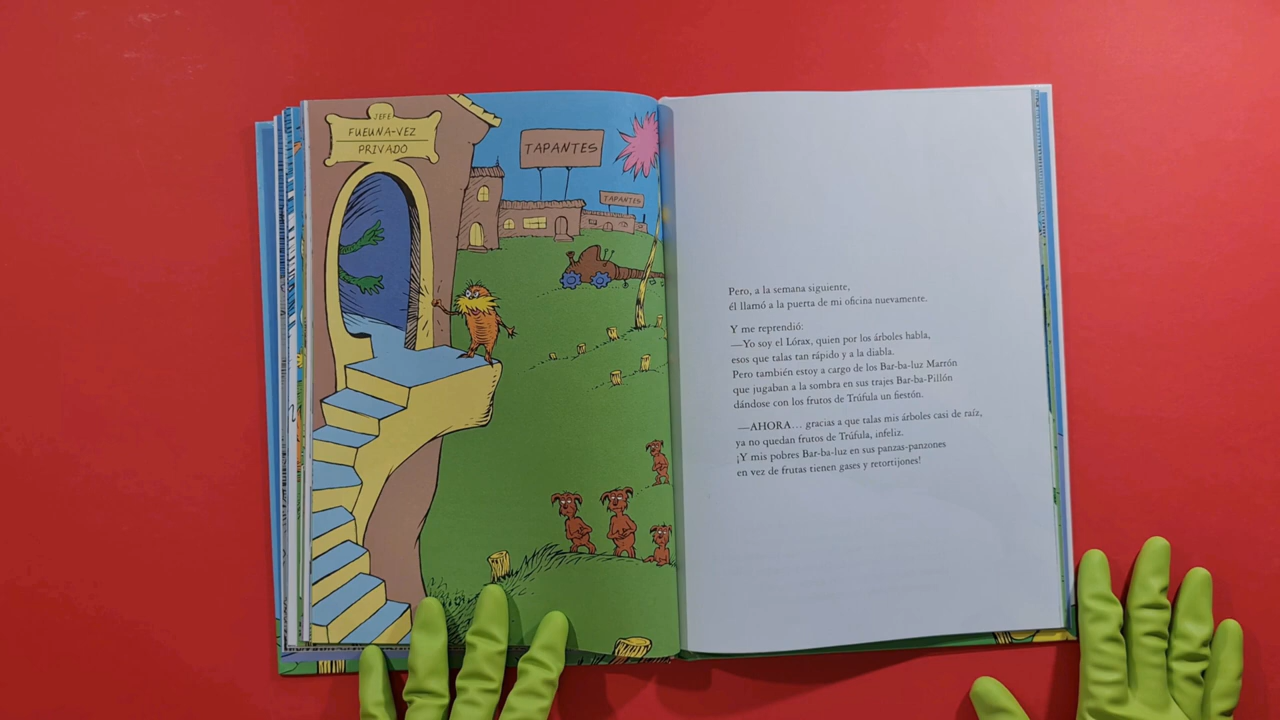 JEFE
FUEUNA-VEZ
PRIVADO
TAPANTES
TAPANTES
Pero, a la semana siguiente,
él llamó a la puerta de mi oficina nuevamente.
Y me reprendió:
—Yo soy el Lórax, quien por los árboles habla,
esos que talas tan rápido y a la diabla.
Pero también estoy a cargo de los Bar-ba-luz Marrón
que jugaban a la sombra en sus trajes Bar-ba-Pillón
dándose con los frutos de Trúfula un fiestón.
—AHORA... gracias a que talas mis árboles casi de raíz,
ya no quedan frutos de Trúfula, infeliz.
¡Y mis pobres Bar-ba-luz en sus panzas-panzones
en vez de frutas tienen gases y retortijones!